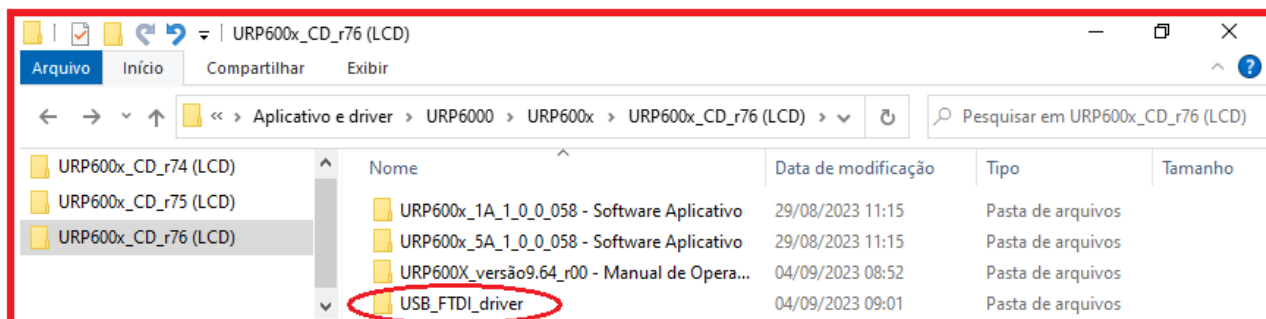 URP600x_CD_r76 (LCD)
Arquivo Início Compartilhar Exibir
« > Aplicativo e driver > URP6000 > URP600x > URP600x_CD_r76 (LCD) > Pesquisar em URP600x_CD_r76 (LCD)
URP600x_CD_r74 (LCD)
URP600x_CD_r75 (LCD)
URP600x_CD_r76 (LCD)
Nome Data de modificação Tipo Tamanho
URP600x_1A_1_0_0_058 - Software Aplicativo 29/08/2023 11:15 Pasta de arquivos
URP600x_5A_1_0_0_058 - Software Aplicativo 29/08/2023 11:15 Pasta de arquivos
URP600X_versão9.64_r00 - Manual de Opera... 04/09/2023 08:52 Pasta de arquivos
USB_FTDI_driver 04/09/2023 09:01 Pasta de arquivos